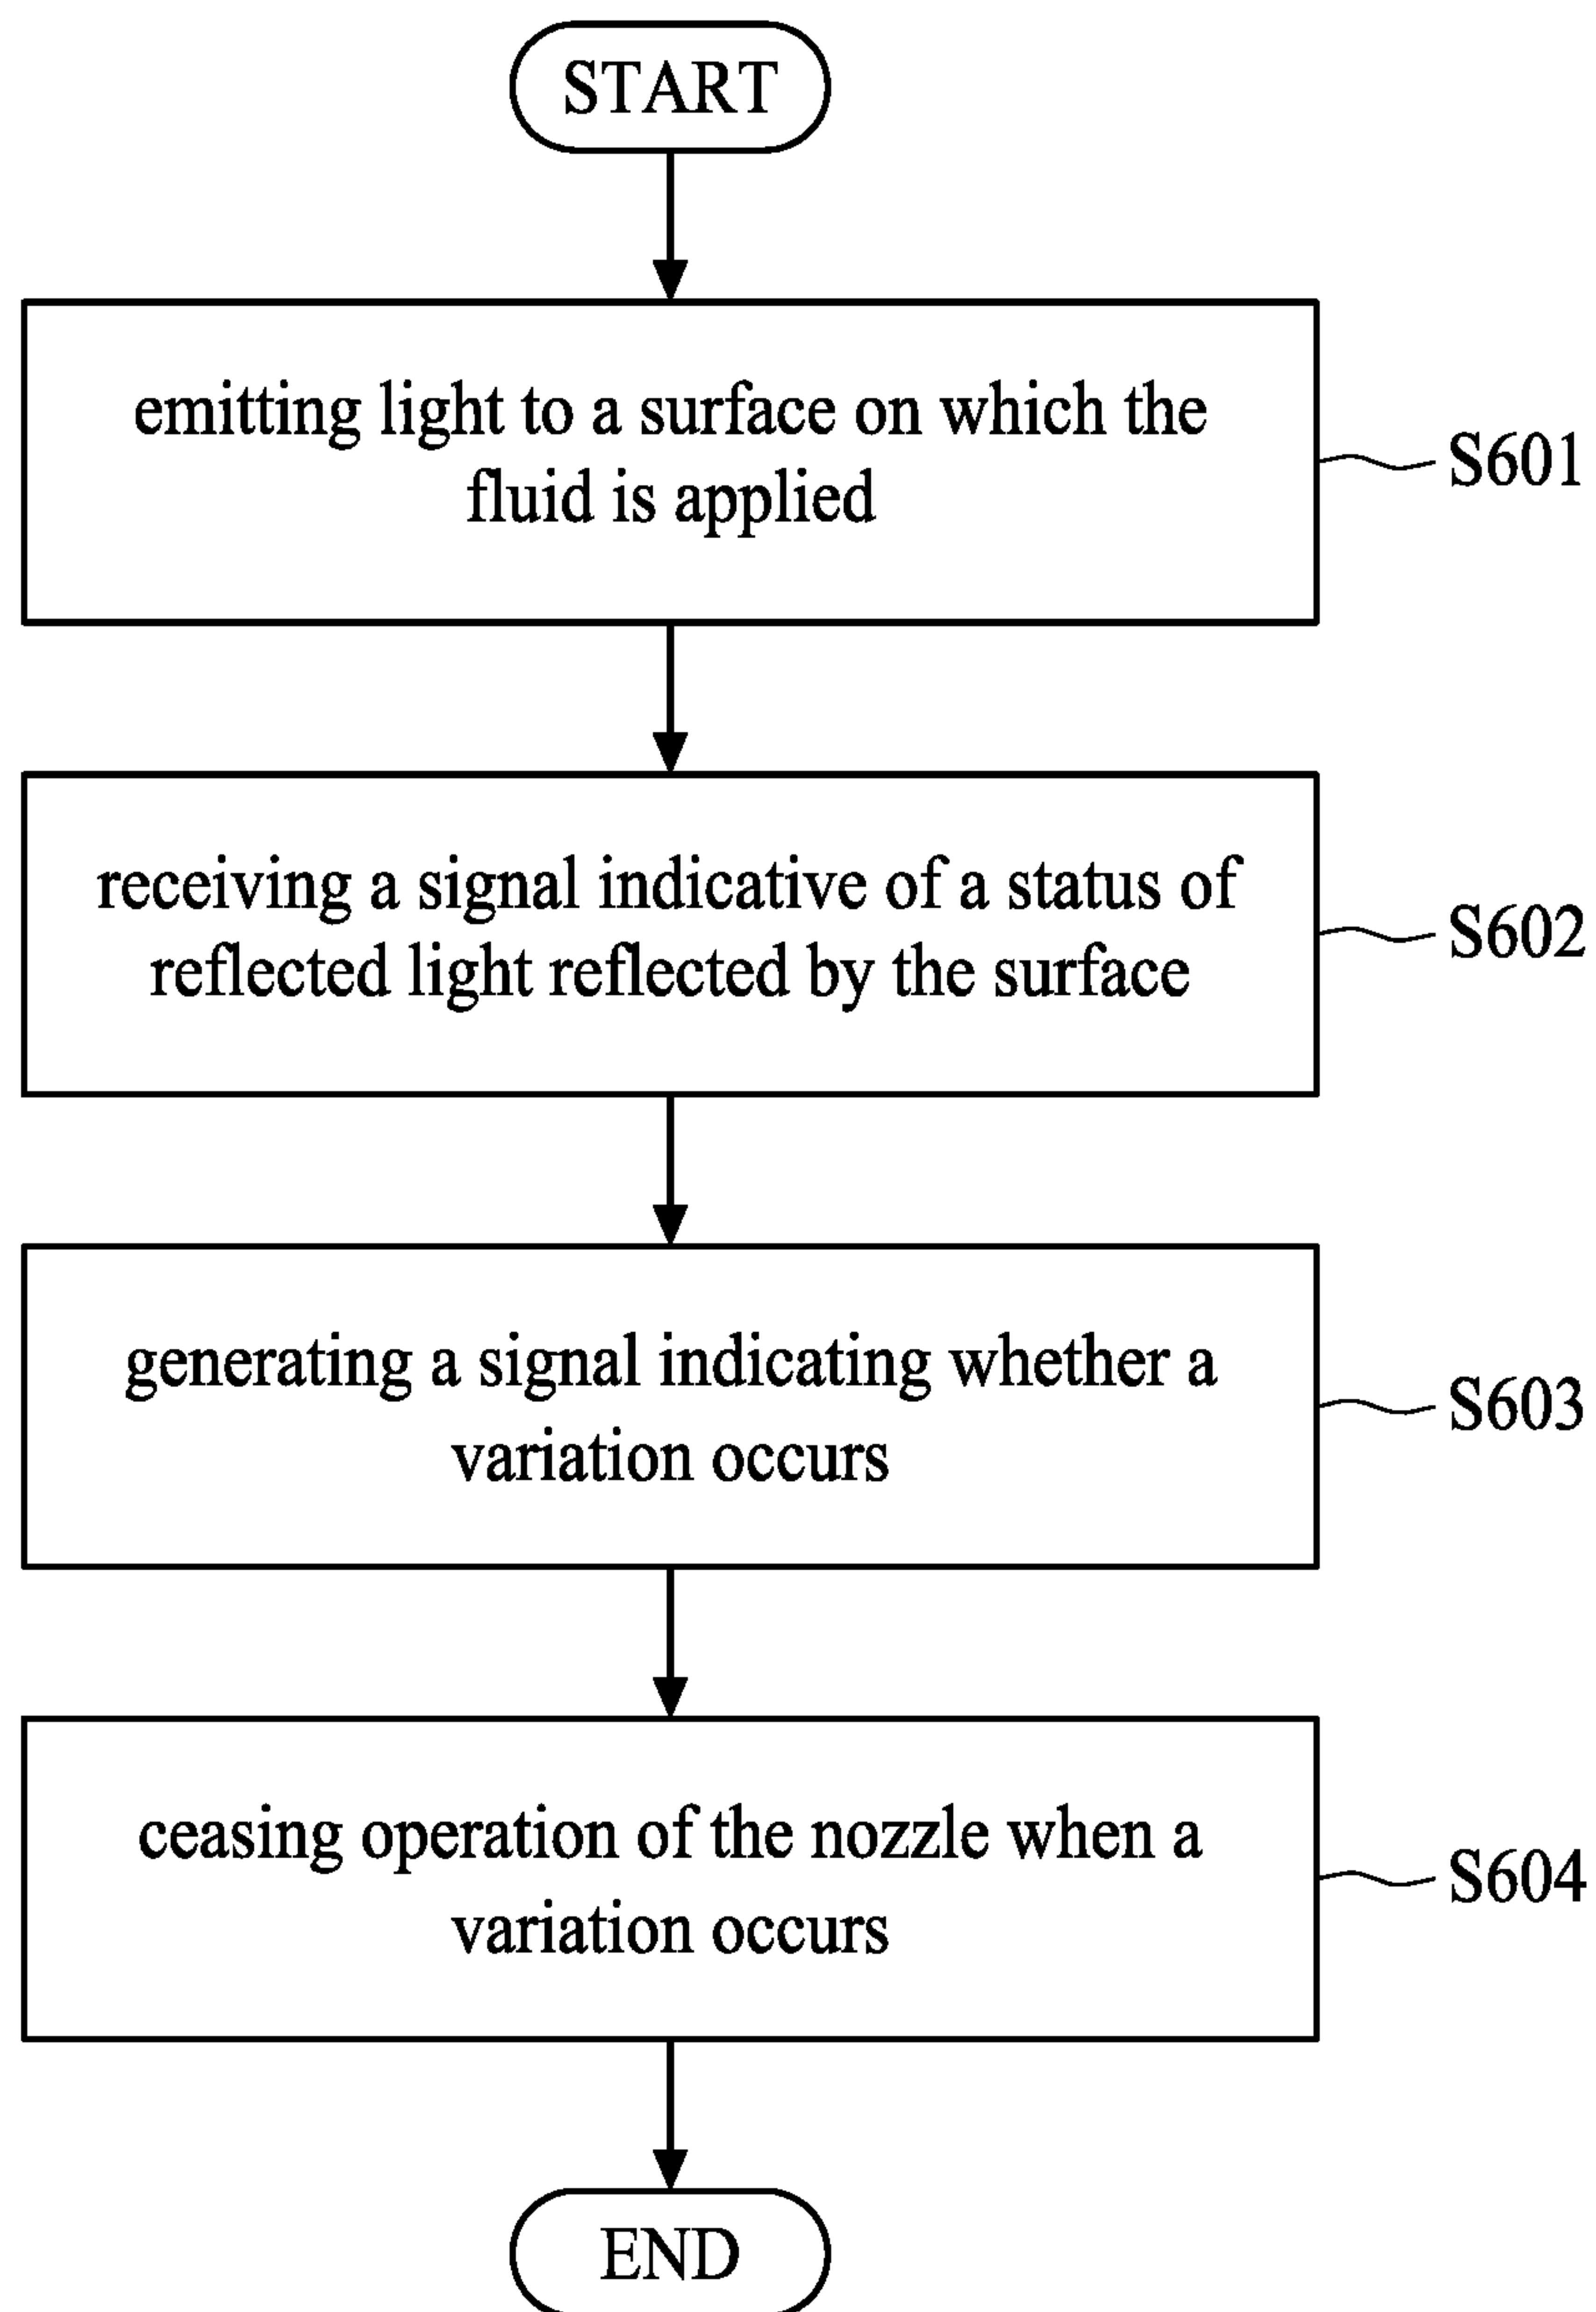 START
emitting light to a surface on which the
fluid is applied
S601
receiving a signal indicative of a status of
reflected light reflected by the surface
S602
generating a signal indicating whether a
variation occurs
S603
ceasing operation of the nozzle when a
variation occurs
S604
END